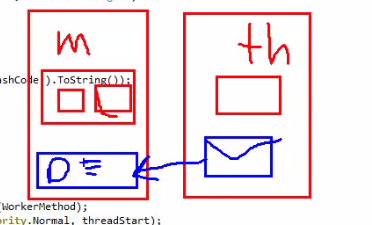 m
th
ashCode().ToString());
D
(WorkerMethod);
ority.Normal, threadStart);